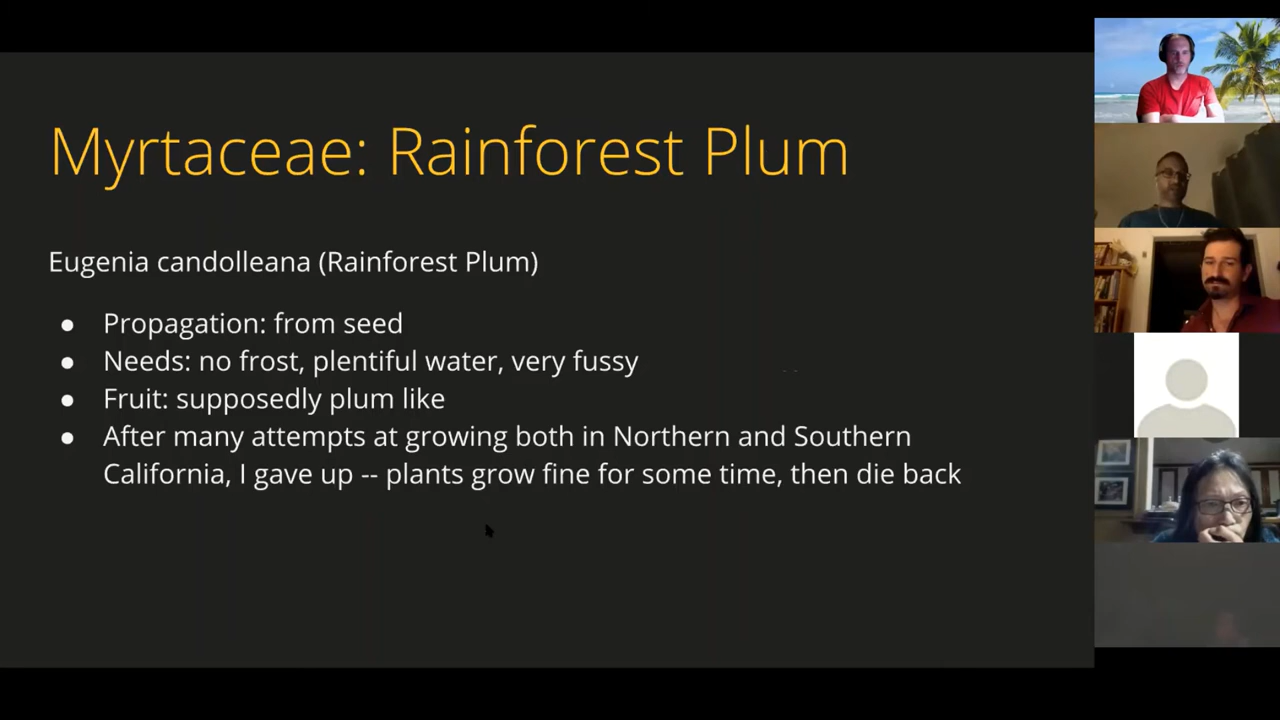 Myrtaceae: Rainforest Plum
Eugenia candolleana (Rainforest Plum)
● Propagation: from seed
● Needs: no frost, plentiful water, very fussy
● Fruit: supposedly plum like
● After many attempts at growing both in Northern and Southern
California, I gave up -- plants grow fine for some time, then die back